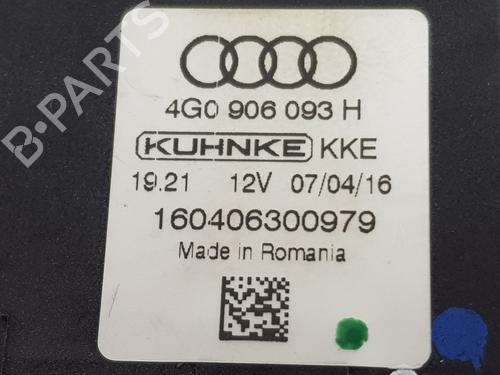 B-PARTS
4G0 906 093 H
KUHNKE KKE
19.21 12V 07/04/16
160406300979
Made in Romania